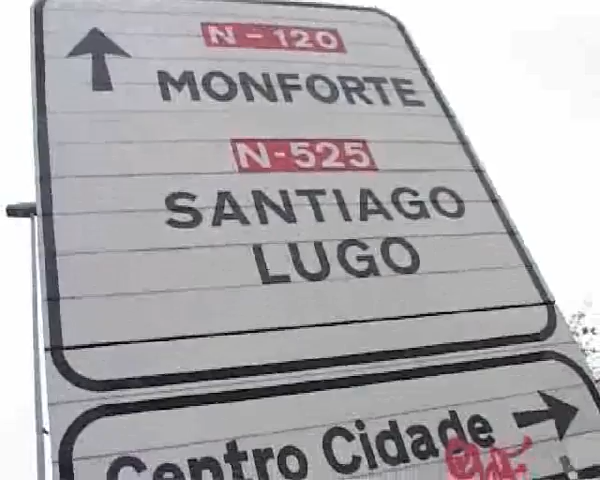 N-120
MONFORTE
N-525
SANTIAGO
LUGO
Centro Cidade